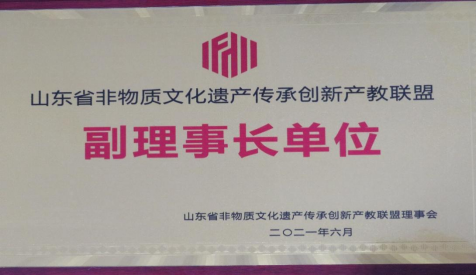 山东省非物质文化遗产传承创新产教联盟
副理事长单位
山东省非物质文化遗产传承创新产教联盟理事会
二〇二一年六月